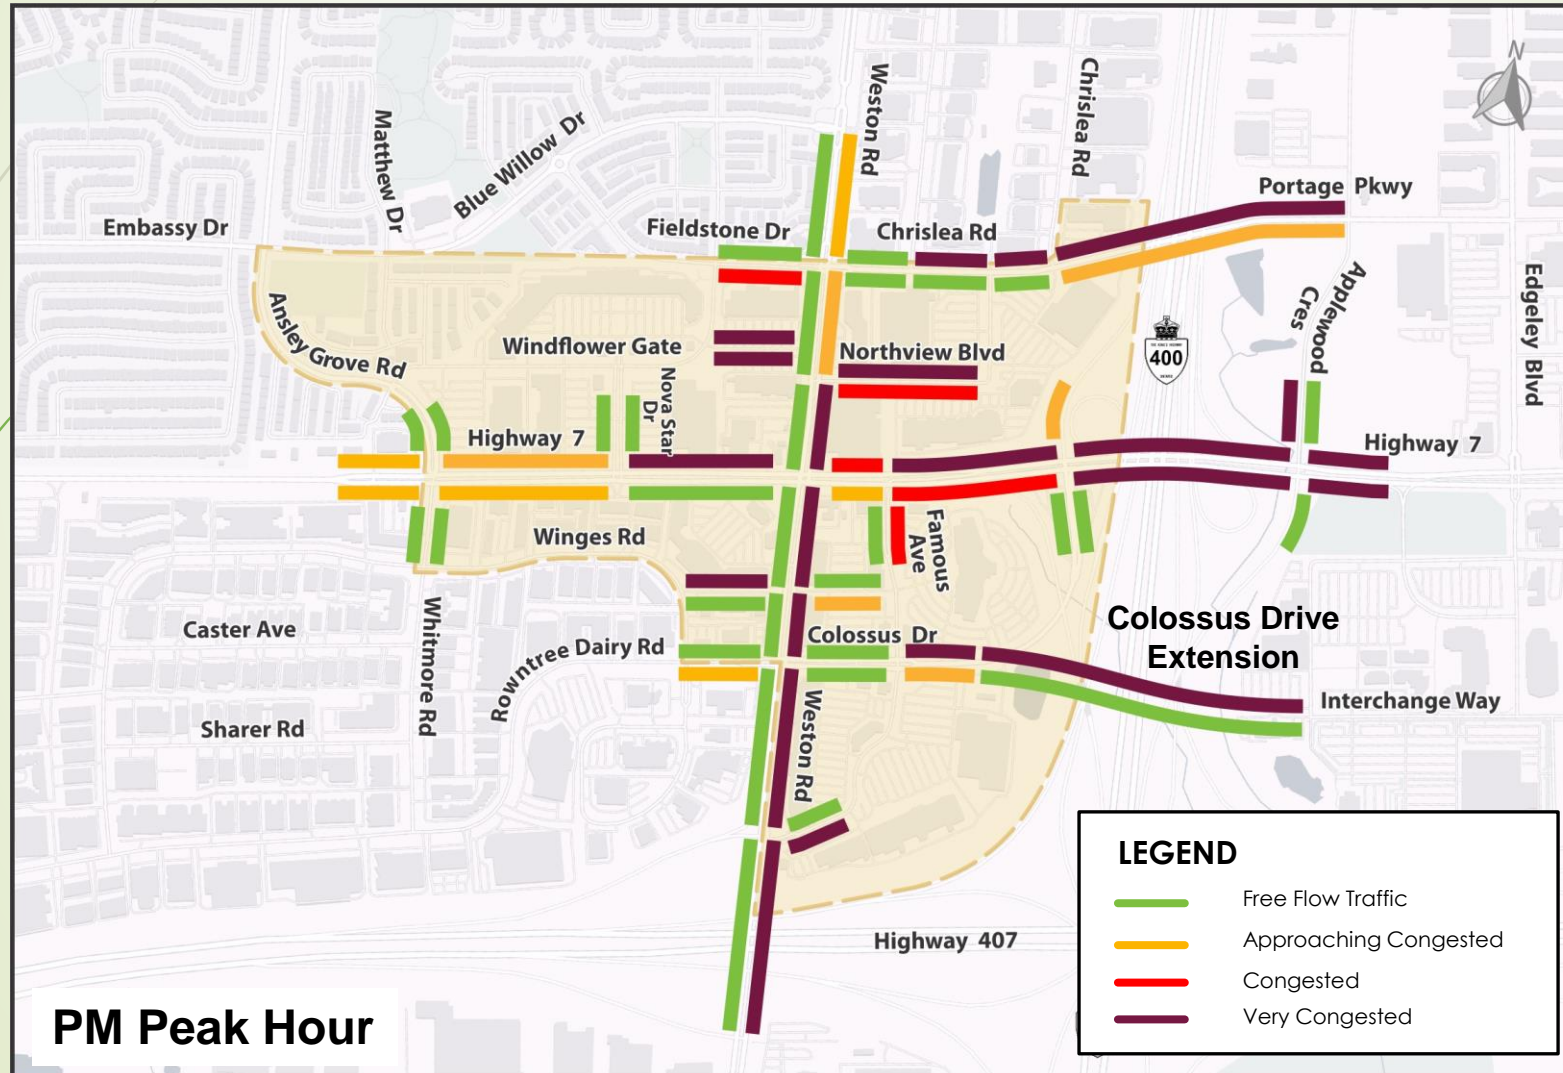 N
Weston Rd
Chrislea Rd
Matthew Dr
Blue Willow Dr
Portage Pkwy
Embassy Dr
Fieldstone Dr
Chrislea Rd
Applewood
Cres
Edgeley Blvd
Ansley Grove Rd
Windflower Gate
Northview Blvd
400
Nova Star
Dr
Highway 7
Highway 7
Winges Rd
Famous
Ave
Caster Ave
Whitmore Rd
Rowntree Dairy Rd
Colossus Dr
Colossus Drive
Extension
Sharer Rd
Weston Rd
Interchange Way
Highway 407
PM Peak Hour
LEGEND
Free Flow Traffic
Approaching Congested
Congested
Very Congested